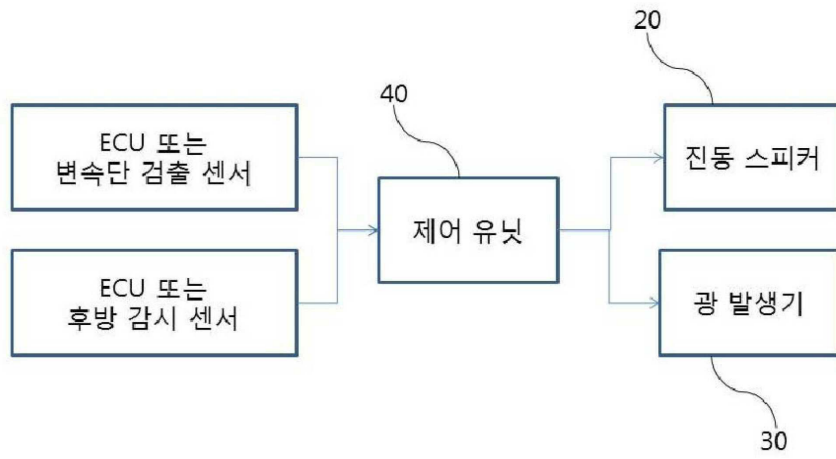 20
40
ECU 또는
변속단 검출 센서
진동 스피커
제어 유닛
ECU 또는
후방 감시 센서
광 발생기
30